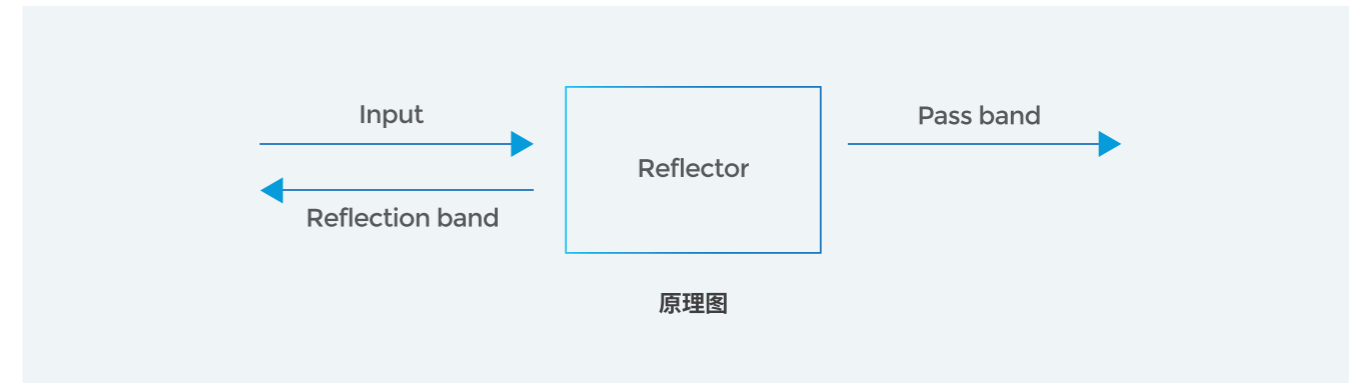 Input
Pass band
Reflector
Reflection band
原理图